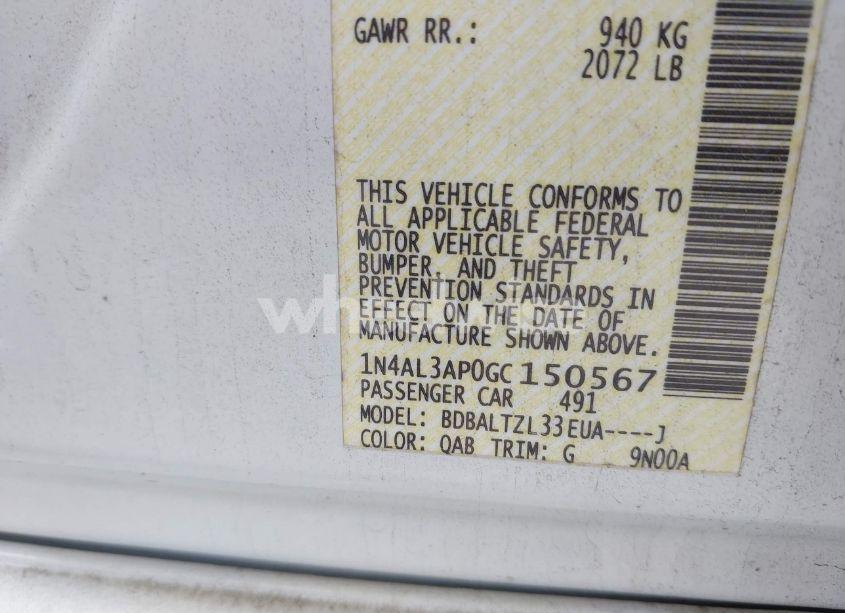 GAWR RR.: 940 KG
2072 LB
THIS VEHICLE CONFORMS TO
ALL APPLICABLE FEDERAL
MOTOR VEHICLE SAFETY,
BUMPER, AND THEFT
PREVENTION STANDARDS IN
EFFECT ON THE DATE OF
MANUFACTURE SHOWN ABOVE.
1N4AL3AP0GC150567
PASSENGER CAR 491
MODEL: BDBALTZL33EUA----J
COLOR: QAB TRIM: G 9N00A